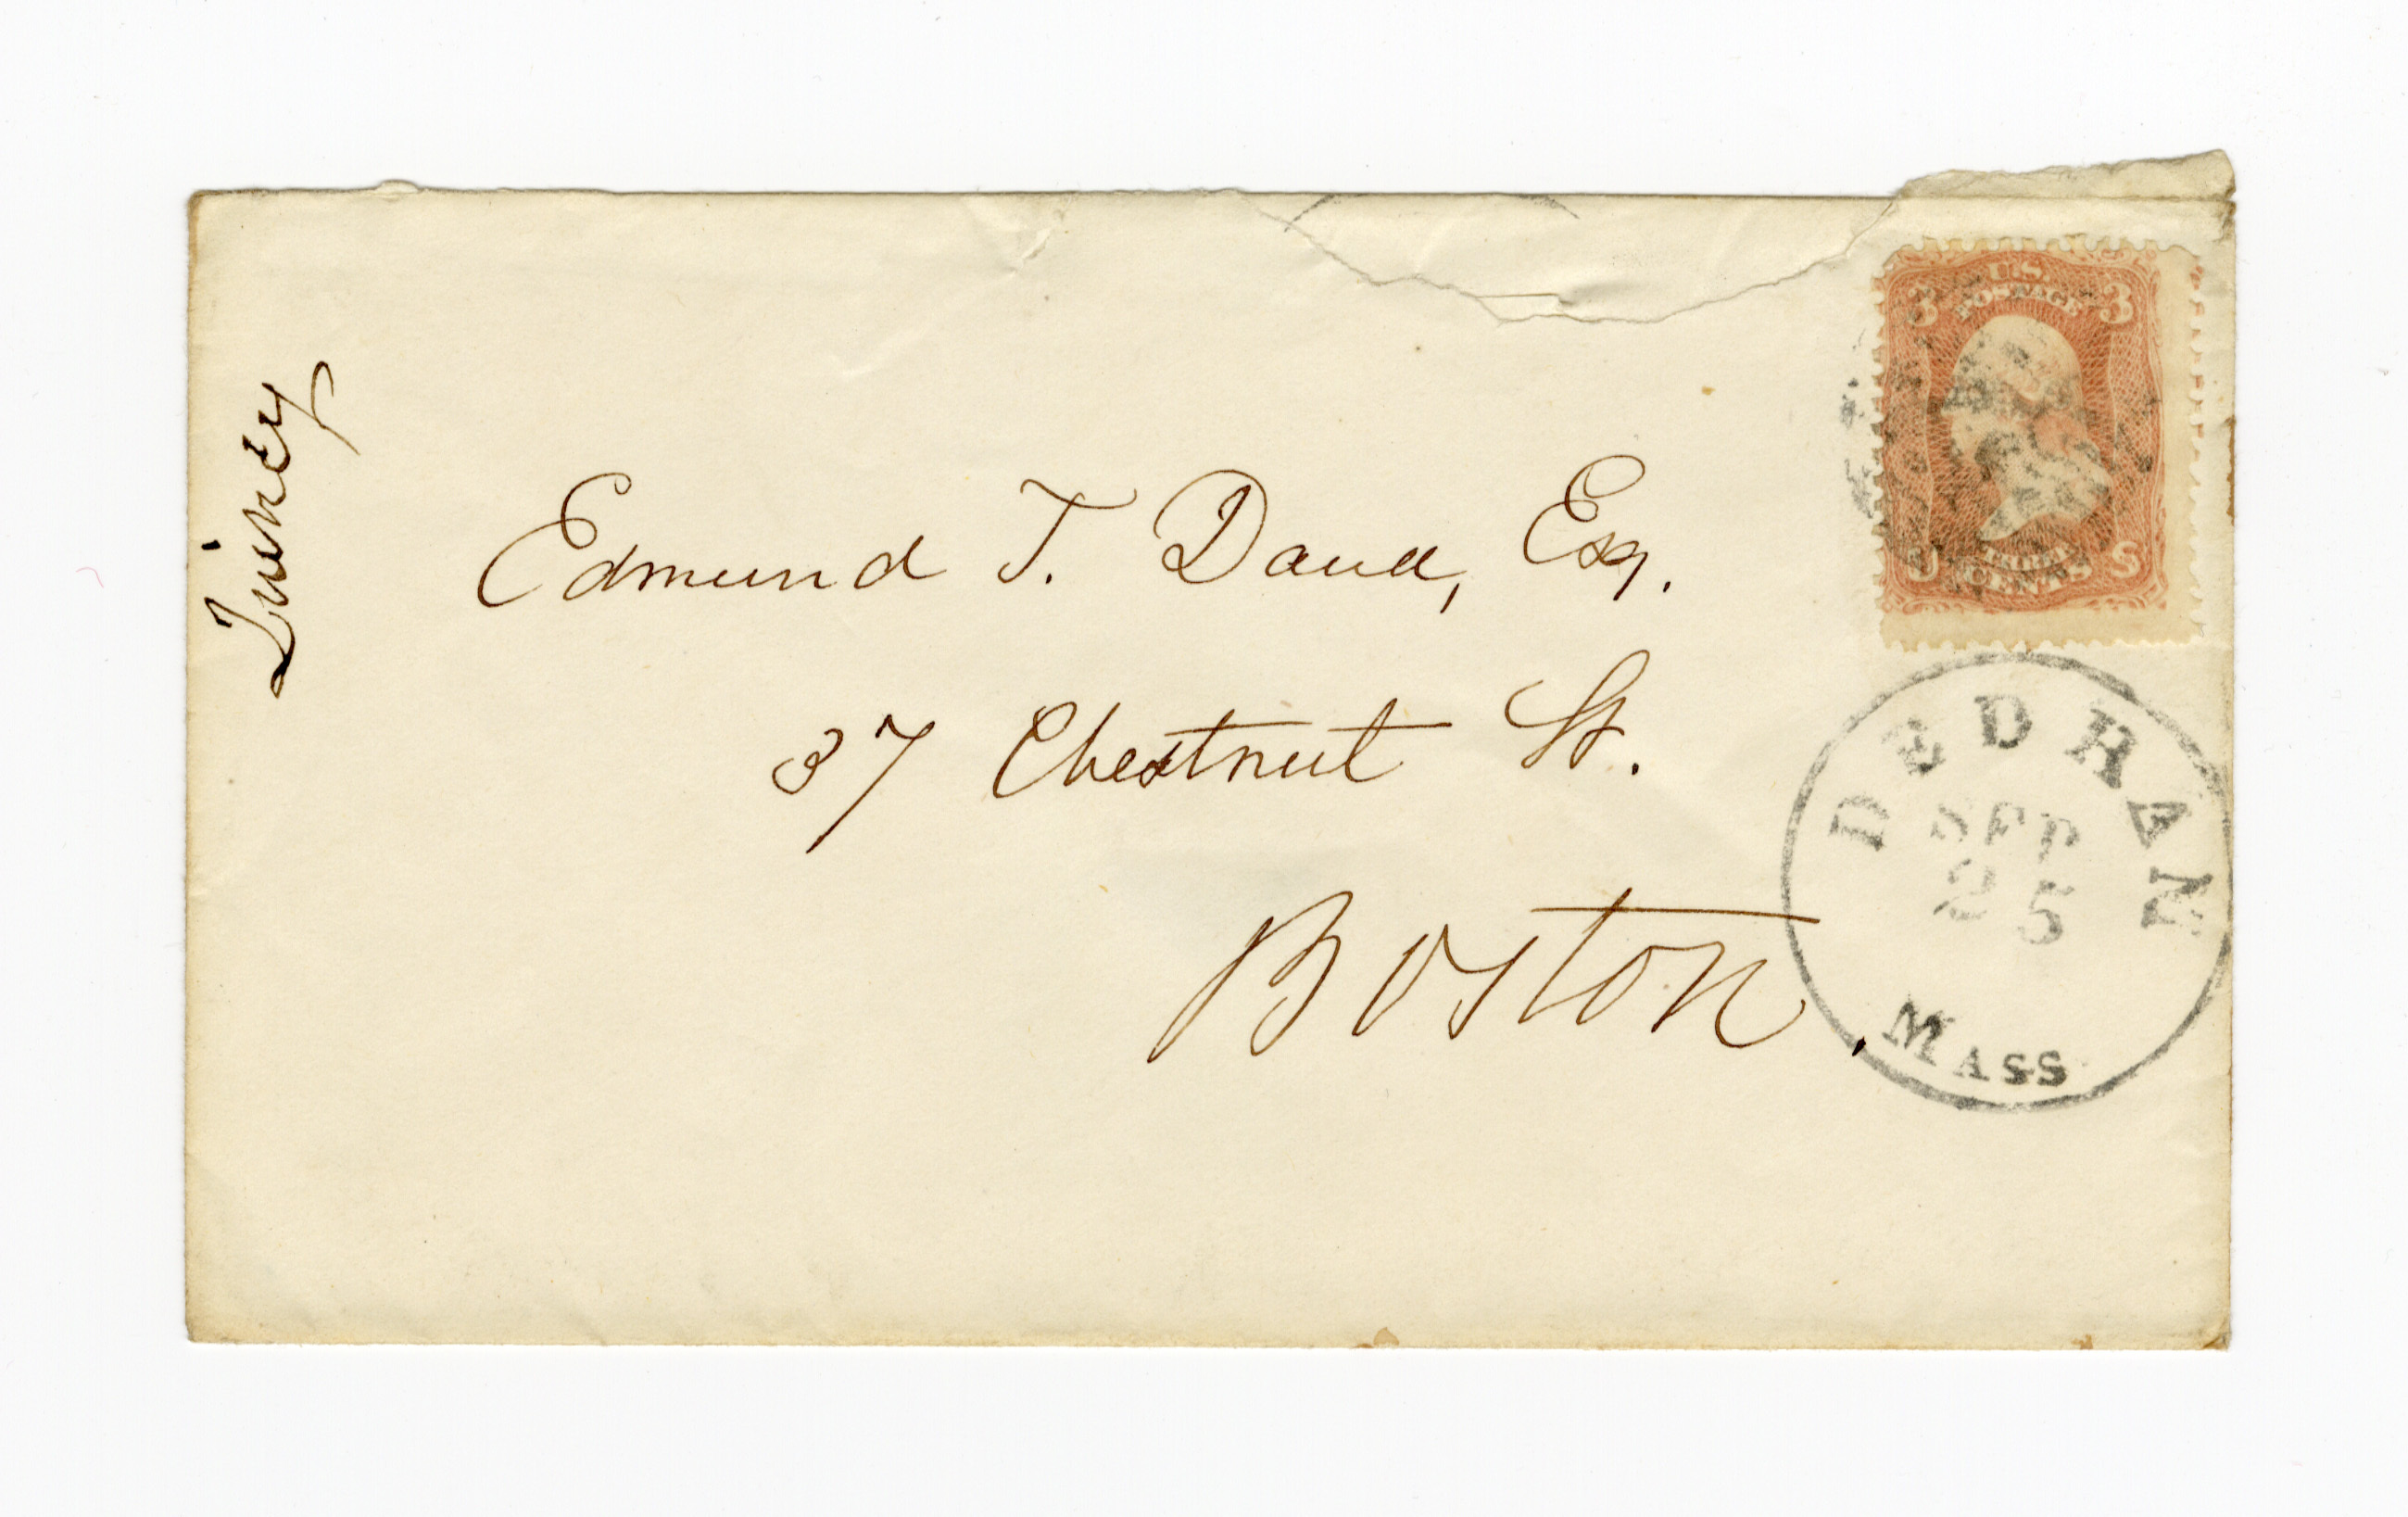 Quincy
U.S.
3 POSTAGE 3
THREE
U CENTS S
Edmund T. Dana, Esq.
37 Chestnut St.
Boston.
DEDHAM
SEP
25
MASS